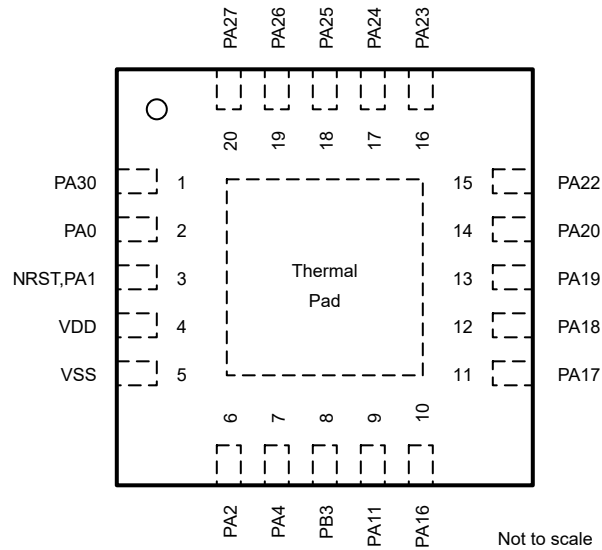 PA27
PA26
PA25
PA24
PA23
20
19
18
17
16
PA30
1
15
PA22
PA0
2
14
PA20
NRST,PA1
3
Thermal
Pad
13
PA19
VDD
4
12
PA18
VSS
5
11
PA17
6
7
8
9
10
PA2
PA4
PB3
PA11
PA16
Not to scale